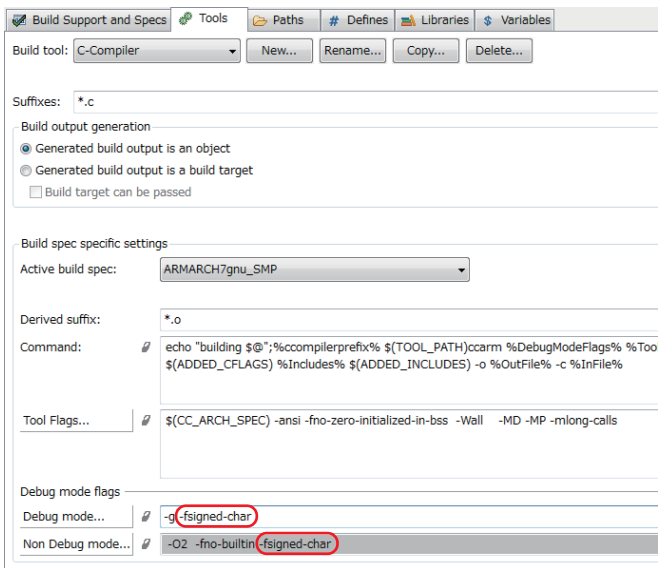 Build Support and Specs Tools Paths # Defines Libraries $ Variables
Build tool: C-Compiler New... Rename... Copy... Delete...
Suffixes: *.c
Build output generation
Generated build output is an object
Generated build output is a build target
Build target can be passed
Build spec specific settings
Active build spec: ARMARCH7gnu_SMP
Derived suffix: *.o
Command: echo "building $@";%ccompilerprefix% $(TOOL_PATH)ccarm %DebugModeFlags% %Too
$(ADDED_CFLAGS) %Includes% $(ADDED_INCLUDES) -o %OutFile% -c %InFile%
Tool Flags... $(CC_ARCH_SPEC) -ansi -fno-zero-initialized-in-bss -Wall -MD -MP -mlong-calls
Debug mode flags
Debug mode... -g -fsigned-char
Non Debug mode... -O2 -fno-builtin -fsigned-char